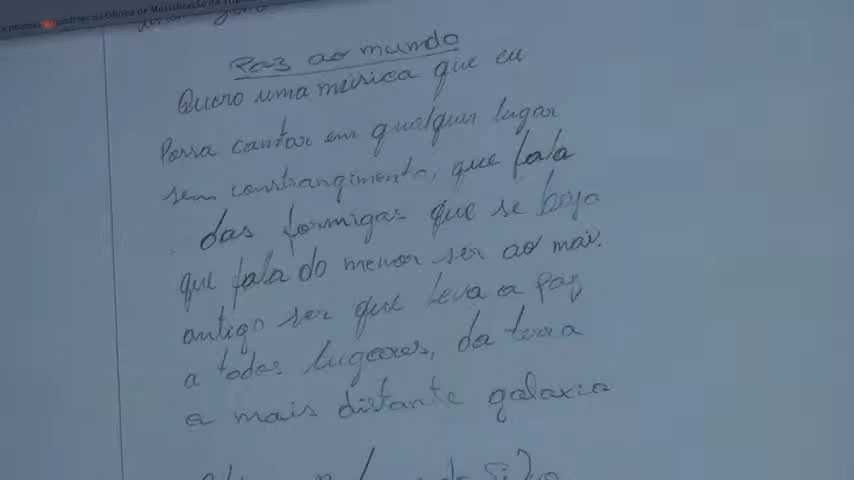 Paz ao mundo
Quero uma música que eu
Possa cantar em qualquer lugar
sem constrangimento, que fala
das formigas que se
que fala do menor ser ao mais
antigo ser que leva a Paz
a todos lugares, da terra
a mais distante galaxia
Silva